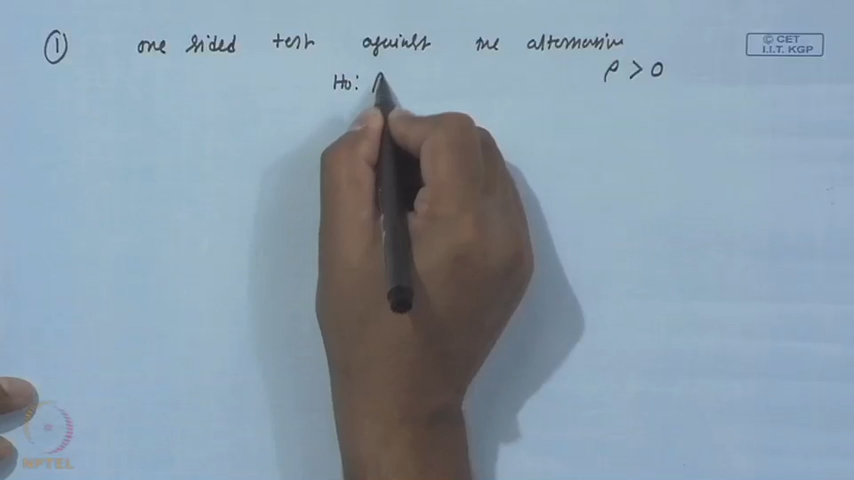 ① one sided test against the alternative
ρ > 0
H0:
© CET
I.I.T. KGP
NPTEL